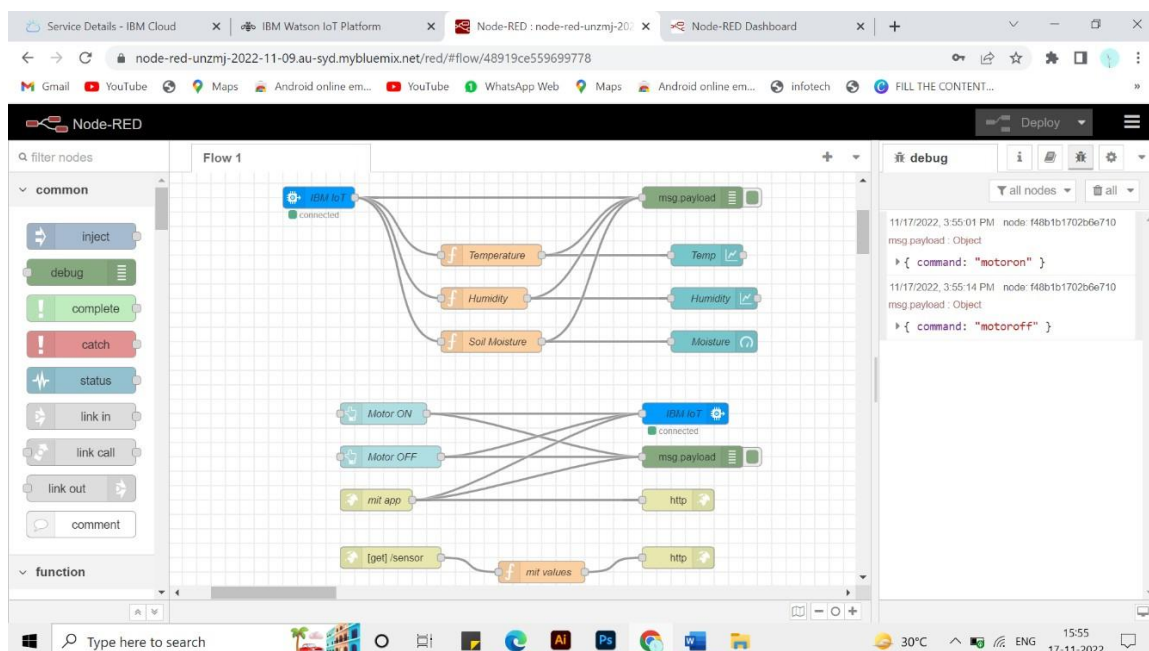 Service Details - IBM Cloud
IBM Watson IoT Platform
Node-RED : node-red-unzmj-202
Node-RED Dashboard
node-red-unzmj-2022-11-09.au-syd.mybluemix.net/red/#flow/48919ce559699778
Gmail YouTube Maps Android online em... YouTube WhatsApp Web Maps Android online em... infotech FILL THE CONTENT... »
Node-RED
Deploy
filter nodes
Flow 1
debug
all nodes
all
common
inject
debug
complete
catch
status
link in
link call
link out
comment
function
IBM IoT
connected
msg.payload
Temperature
Temp
Humidity
Humidity
Soil Moisture
Moisture
Motor ON
IBM IoT
connected
Motor OFF
msg.payload
mit app
http
[get] /sensor
mit values
http
11/17/2022, 3:55:01 PM node: f48b1b1702b6e710
msg.payload : Object
{ command: "motoron" }
11/17/2022, 3:55:14 PM node: f48b1b1702b6e710
msg.payload : Object
{ command: "motoroff" }
Type here to search
Ai
Ps
30°C
ENG
15:55
17-11-2022